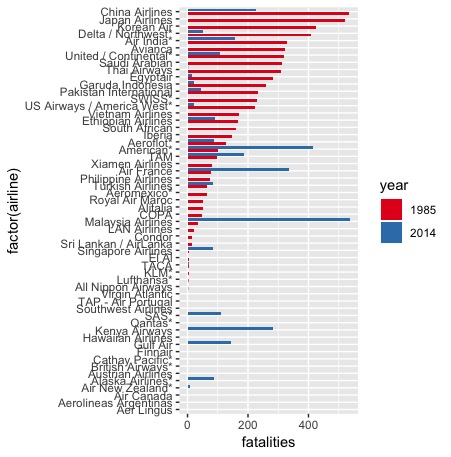 China Airlines
Japan Airlines
Korean Air
Delta / Northwest*
Air India*
Avianca
United / Continental*
Saudi Arabian
Thai Airways
Egyptair
Garuda Indonesia
Pakistan International
SWISS*
US Airways / America West*
Vietnam Airlines
Ethiopian Airlines
South African
Iberia
Aeroflot*
American*
TAM
Xiamen Airlines
Air France
Philippine Airlines
Turkish Airlines
Aeromexico*
Royal Air Maroc
Alitalia
COPA
Malaysia Airlines
LAN Airlines
Condor
Sri Lankan / AirLanka
Singapore Airlines
El Al
TACA
KLM*
Lufthansa*
All Nippon Airways
Virgin Atlantic
TAP - Air Portugal
Southwest Airlines
SAS*
Qantas*
Kenya Airways
Hawaiian Airlines
Gulf Air
Finnair
Cathay Pacific*
British Airways*
Austrian Airlines
Alaska Airlines*
Air New Zealand*
Air Canada
Aerolineas Argentinas
Aer Lingus
factor(airline)
0
200
400
fatalities
year
1985
2014